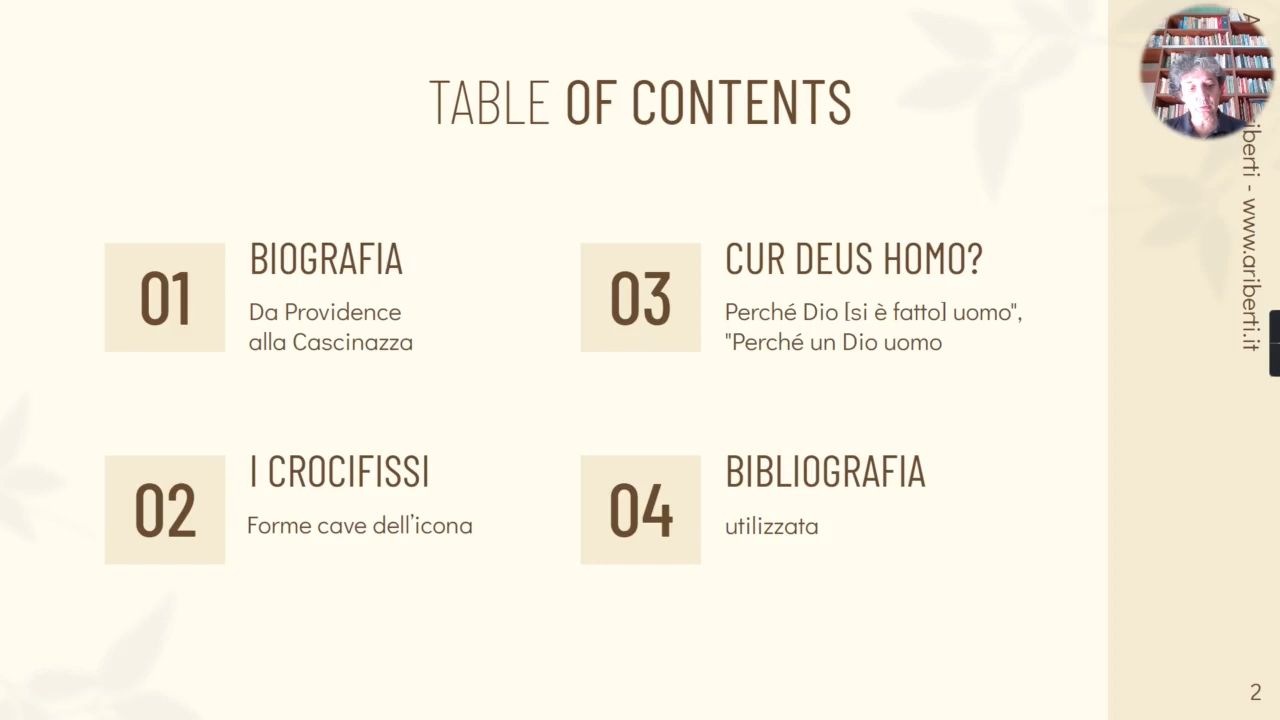 TABLE OF CONTENTS
01
BIOGRAFIA
Da Providence
alla Cascinazza
02
I CROCIFISSI
Forme cave dell’icona
03
CUR DEUS HOMO?
Perché Dio [si è fatto] uomo",
"Perché un Dio uomo
04
BIBLIOGRAFIA
utilizzata
iberti - www.ariberti.it
2